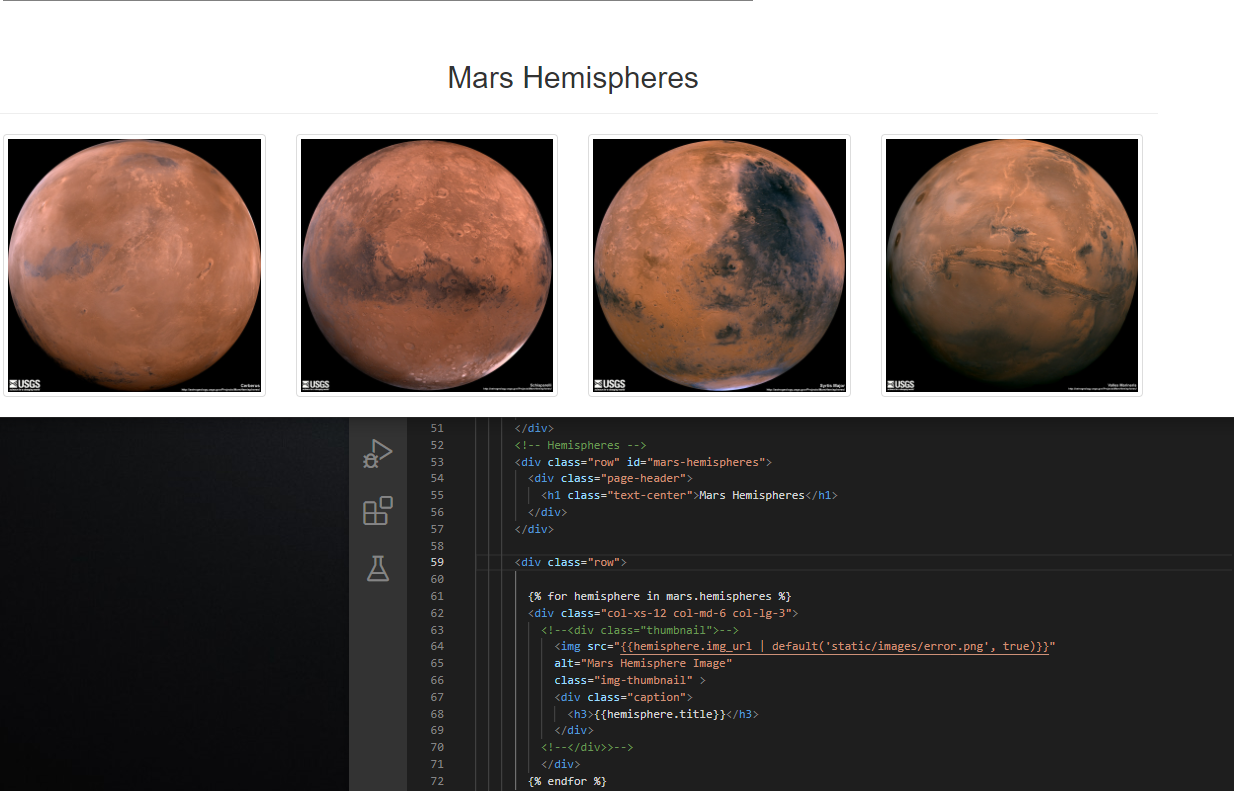 Mars Hemispheres
USGS
Cerberus
USGS
Schiaparelli
USGS
Syrtis Major
USGS
Valles Marineris
51 </div>
52 <!-- Hemispheres -->
53 <div class="row" id="mars-hemispheres">
54 <div class="page-header">
55 <h1 class="text-center">Mars Hemispheres</h1>
56 </div>
57 </div>
58
59 <div class="row">
60
61 {% for hemisphere in mars.hemispheres %}
62 <div class="col-xs-12 col-md-6 col-lg-3">
63 <!--<div class="thumbnail">-->
64 <img src="{{hemisphere.img_url | default('static/images/error.png', true)}}"
65 alt="Mars Hemisphere Image"
66 class="img-thumbnail" >
67 <div class="caption">
68 <h3>{{hemisphere.title}}</h3>
69 </div>
70 <!--</div>>-->
71 </div>
72 {% endfor %}